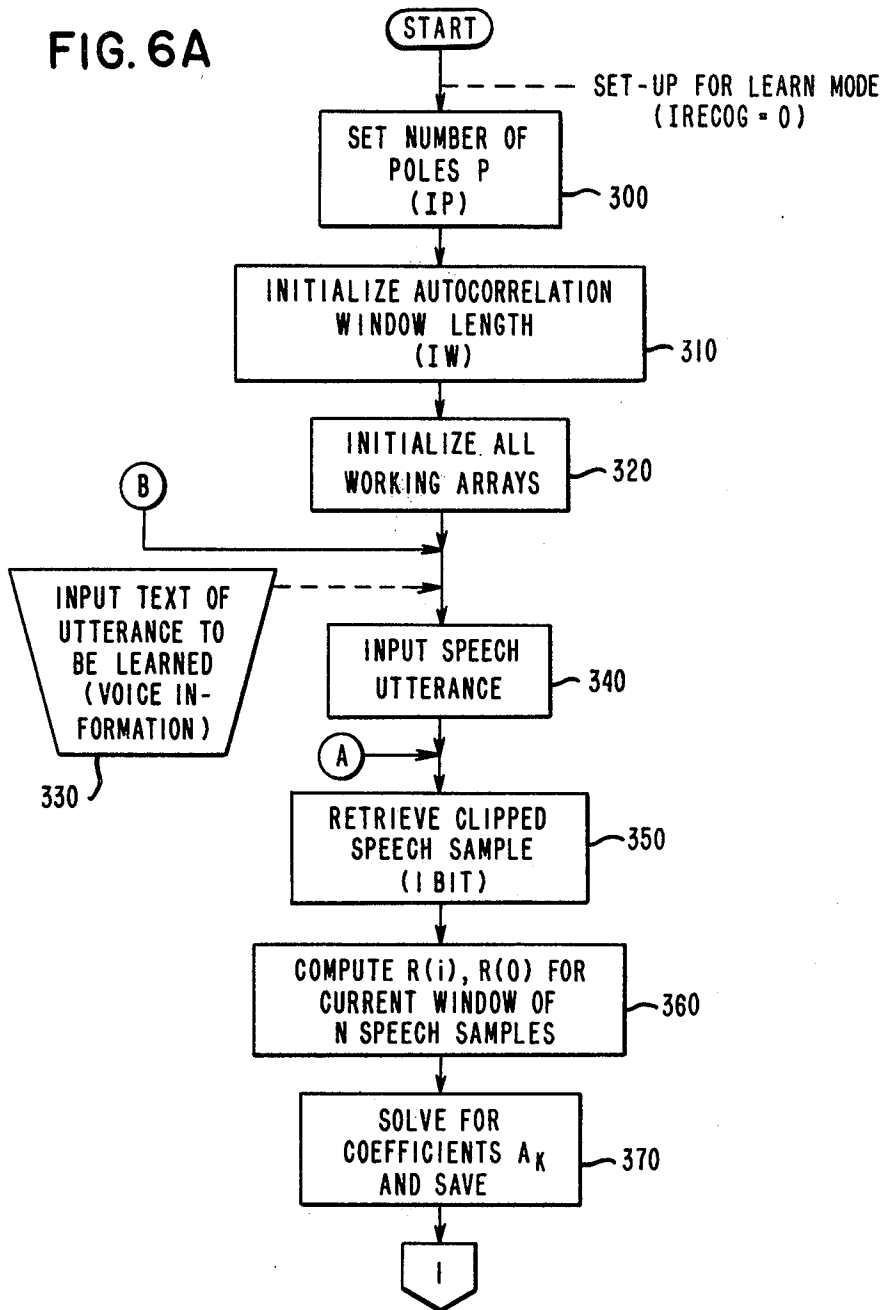 FIG. 6A
START
SET-UP FOR LEARN MODE
(IRECOG = 0)
SET NUMBER OF
POLES P
(IP)
300
INITIALIZE AUTOCORRELATION
WINDOW LENGTH
(IW)
310
INITIALIZE ALL
WORKING ARRAYS
320
B
INPUT TEXT OF
UTTERANCE TO
BE LEARNED
(VOICE IN-
FORMATION)
330
INPUT SPEECH
UTTERANCE
340
A
RETRIEVE CLIPPED
SPEECH SAMPLE
(1 BIT)
350
COMPUTE R(i), R(0) FOR
CURRENT WINDOW OF
N SPEECH SAMPLES
360
SOLVE FOR
COEFFICIENTS AK
AND SAVE
370
1